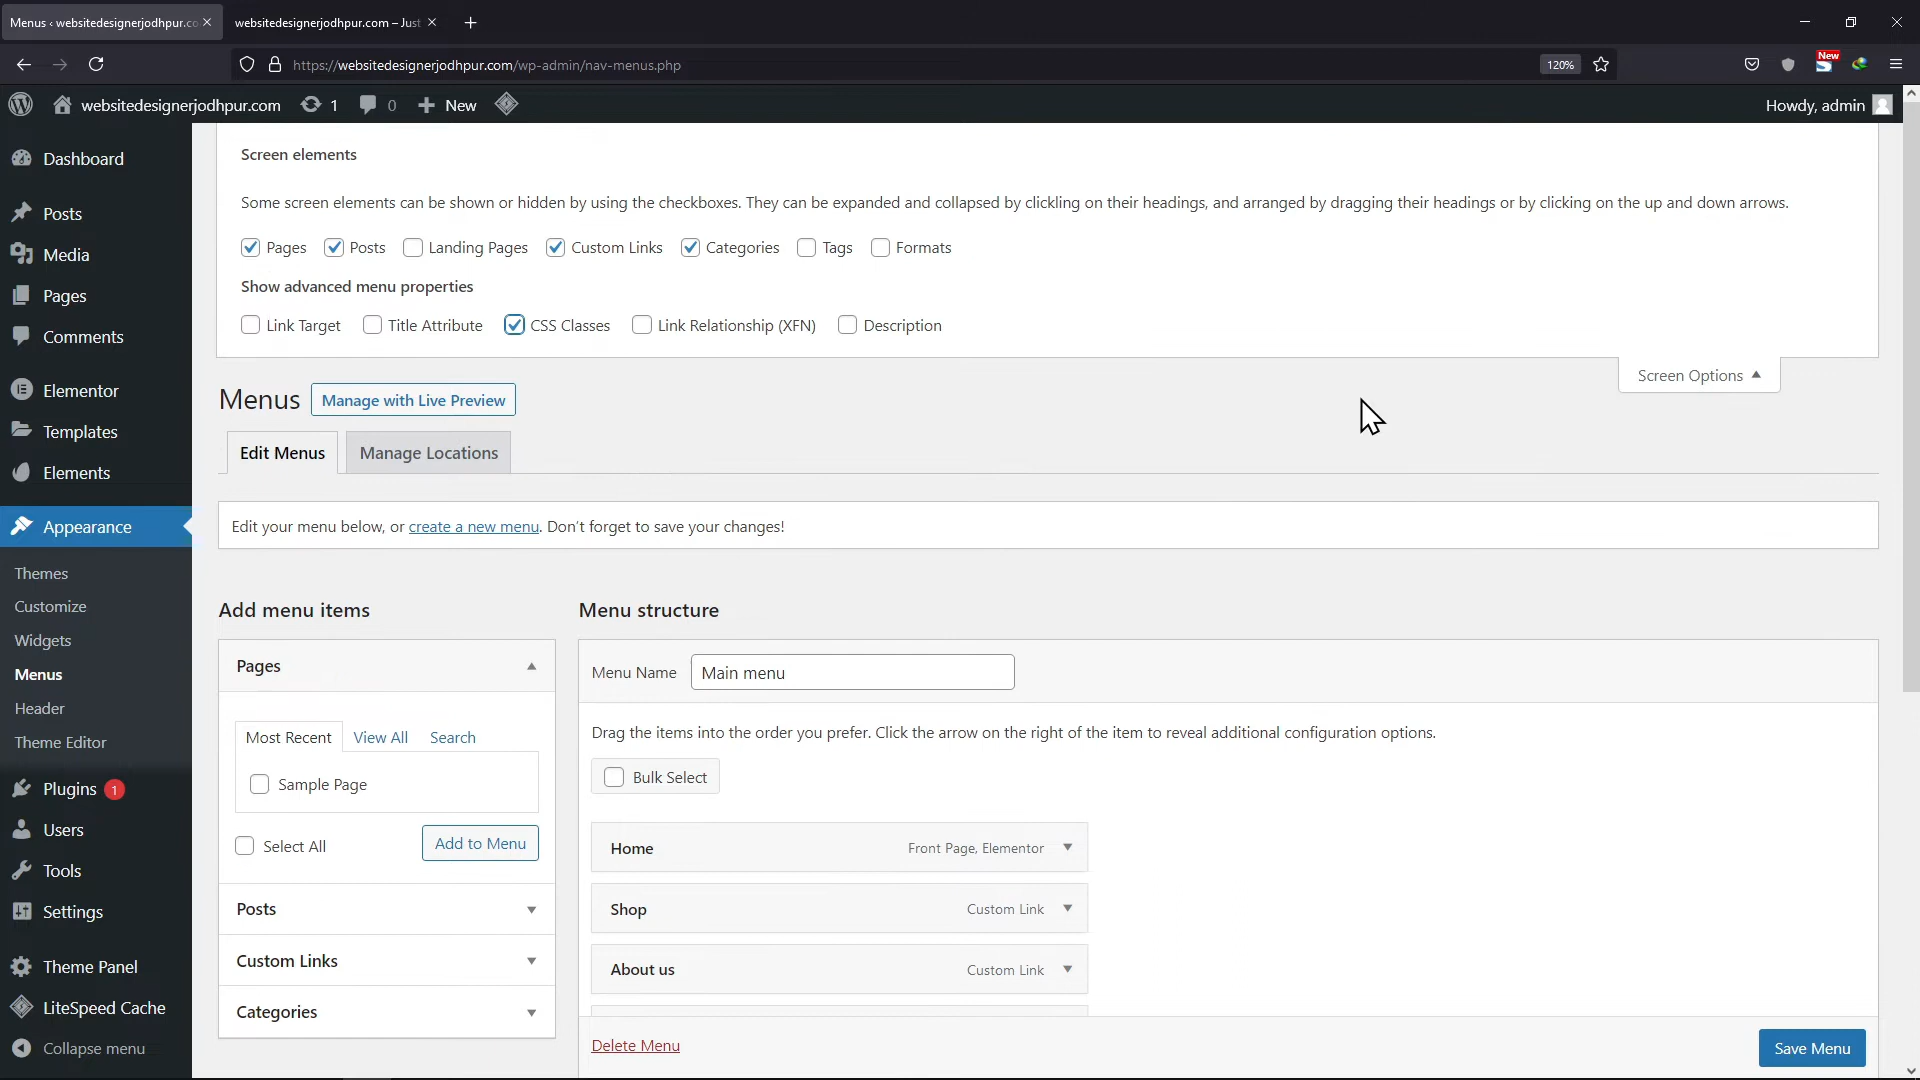 Menus ‹ websitedesignerjodhpur.co
websitedesignerjodhpur.com – Just
https://websitedesignerjodhpur.com/wp-admin/nav-menus.php
120%
New
websitedesignerjodhpur.com
1
0
New
Howdy, admin
Dashboard
Posts
Media
Pages
Comments
Elementor
Templates
Elements
Appearance
Themes
Customize
Widgets
Menus
Header
Theme Editor
Plugins 1
Users
Tools
Settings
Theme Panel
LiteSpeed Cache
Collapse menu
Screen elements
Some screen elements can be shown or hidden by using the checkboxes. They can be expanded and collapsed by clickling on their headings, and arranged by dragging their headings or by clicking on the up and down arrows.
Pages Posts Landing Pages Custom Links Categories Tags Formats
Show advanced menu properties
Link Target Title Attribute CSS Classes Link Relationship (XFN) Description
Screen Options
Menus Manage with Live Preview
Edit Menus Manage Locations
Edit your menu below, or create a new menu. Don’t forget to save your changes!
Add menu items
Pages
Most Recent View All Search
Sample Page
Select All Add to Menu
Posts
Custom Links
Categories
Menu structure
Menu Name Main menu
Drag the items into the order you prefer. Click the arrow on the right of the item to reveal additional configuration options.
Bulk Select
Home Front Page, Elementor
Shop Custom Link
About us Custom Link
Delete Menu Save Menu